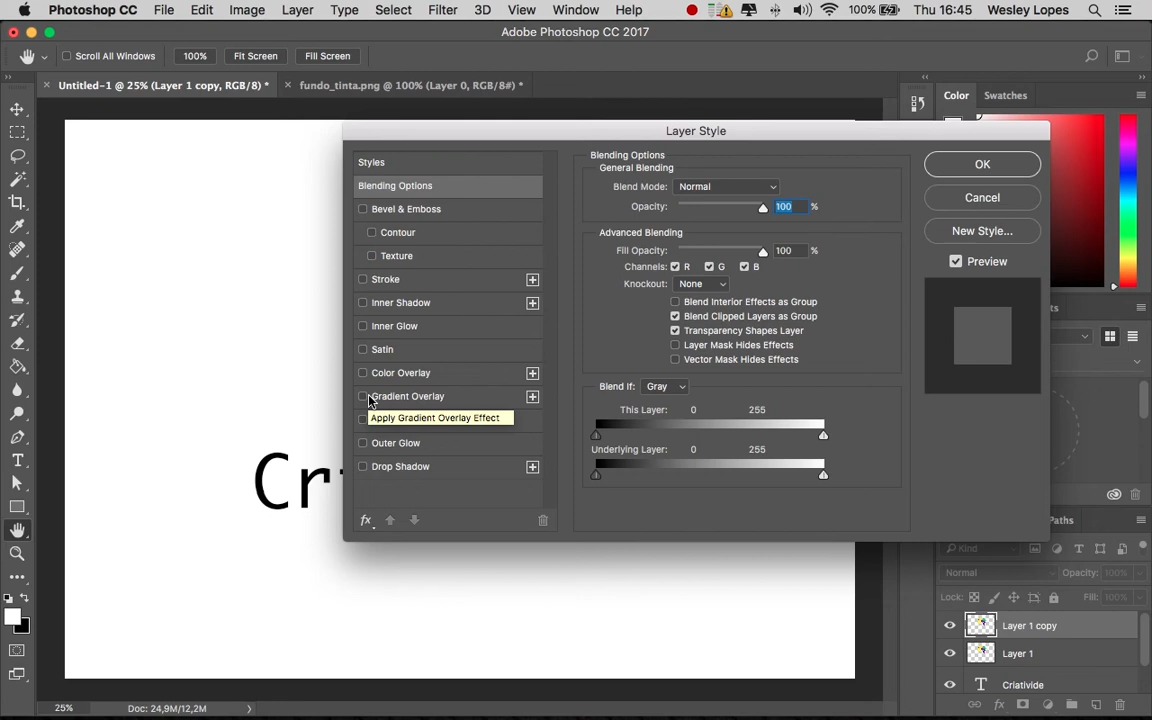 Photoshop CC File Edit Image Layer Type Select Filter 3D View Window Help 100% Thu 16:45 Wesley Lopes
Adobe Photoshop CC 2017
Scroll All Windows 100% Fit Screen Fill Screen
Untitled-1 @ 25% (Layer 1 copy, RGB/8) * fundo_tinta.png @ 100% (Layer 0, RGB/8#) *
Color Swatches
Layer Style
Styles
Blending Options
Bevel & Emboss
Contour
Texture
Stroke
Inner Shadow
Inner Glow
Satin
Color Overlay
Gradient Overlay
Apply Gradient Overlay Effect
Outer Glow
Drop Shadow
fx
Blending Options
General Blending
Blend Mode: Normal
Opacity: 100 %
Advanced Blending
Fill Opacity: 100 %
Channels: R G B
Knockout: None
Blend Interior Effects as Group
Blend Clipped Layers as Group
Transparency Shapes Layer
Layer Mask Hides Effects
Vector Mask Hides Effects
Blend If: Gray
This Layer: 0 255
Underlying Layer: 0 255
OK
Cancel
New Style...
Preview
Cri
ts
Paths
Kind
Normal Opacity: 100%
Lock: Fill: 100%
Layer 1 copy
Layer 1
T Criativide
fx
25% Doc: 24,9M/12,2M